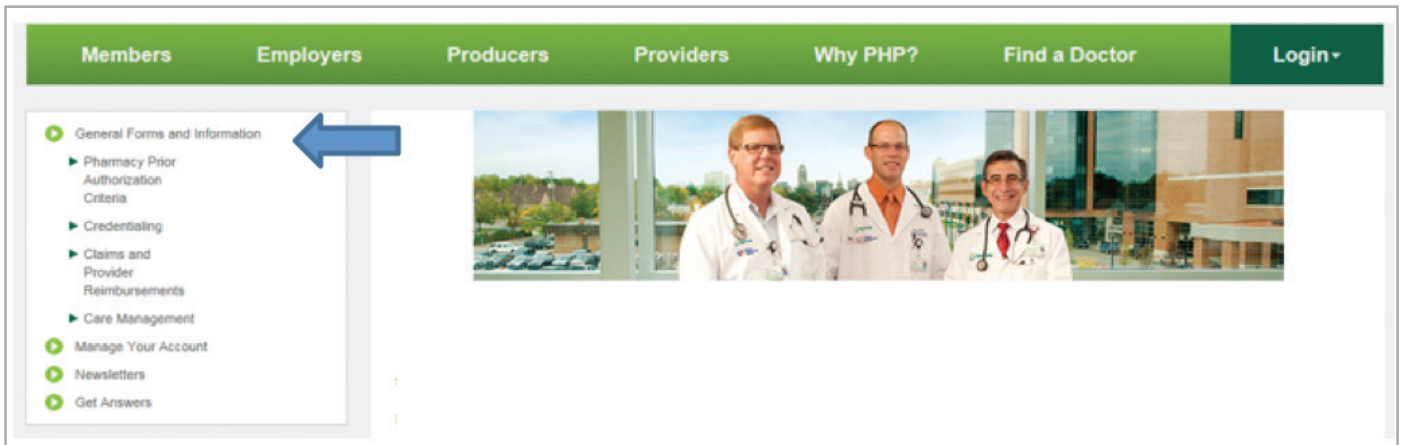 Members Employers Producers Providers Why PHP? Find a Doctor Login
General Forms and Information
Pharmacy Prior
Authorization
Criteria
Credentialing
Claims and
Provider
Reimbursements
Care Management
Manage Your Account
Newsletters
Get Answers